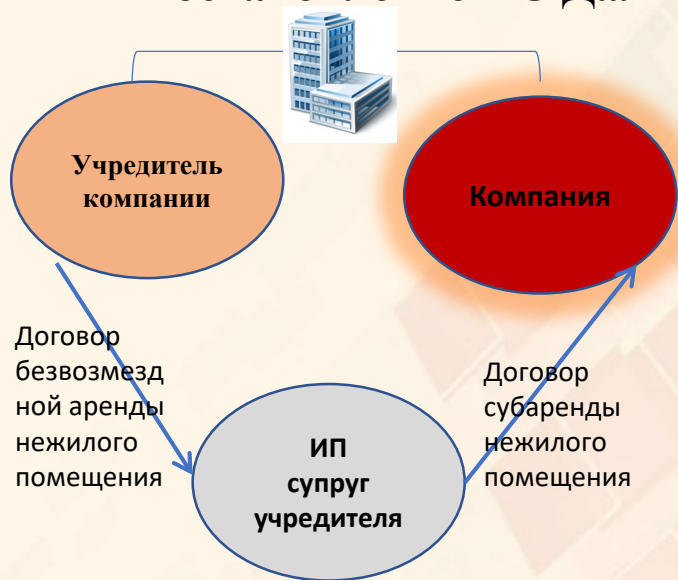 Учредитель
компании
Компания
Договор
безвозмезд
ной аренды
нежилого
помещения
Договор
субаренды
нежилого
помещения
ИП
супруг
учредителя